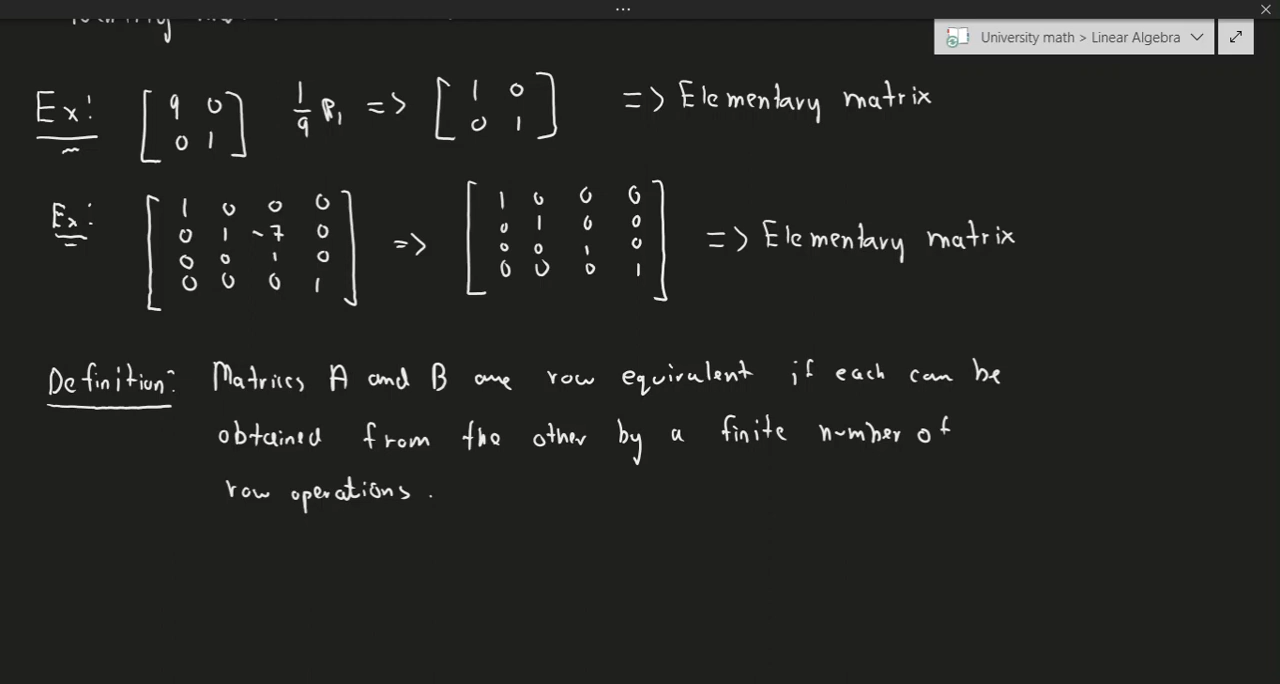 University math > Linear Algebra
Ex: [9 0 1/9 R₁ => [1 0 => Elementary matrix
0 1] 0 1]
Ex: [1 0 0 0 [1 0 0 0
0 1 -7 0 => 0 1 0 0 => Elementary matrix
0 0 1 0 0 0 1 0
0 0 0 1] 0 0 0 1]
Definition: Matrices A and B are row equivalent if each can be
obtained from the other by a finite number of
row operations.